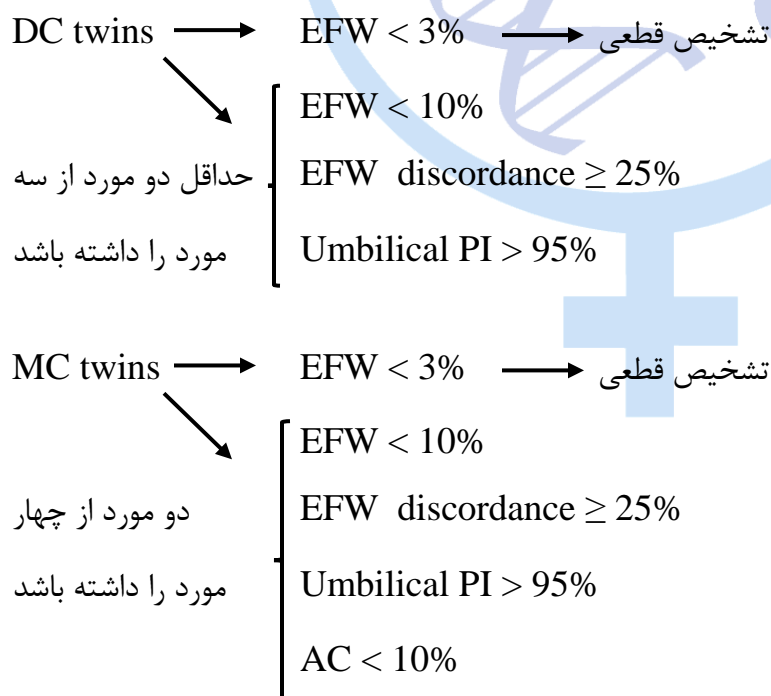 DC twins → EFW < 3% → تشخیص قطعی
EFW < 10%
حداقل دو مورد از سه EFW discordance ≥ 25%
مورد را داشته باشد Umbilical PI > 95%
MC twins → EFW < 3% → تشخیص قطعی
EFW < 10%
دو مورد از چهار EFW discordance ≥ 25%
مورد را داشته باشد Umbilical PI > 95%
AC < 10%